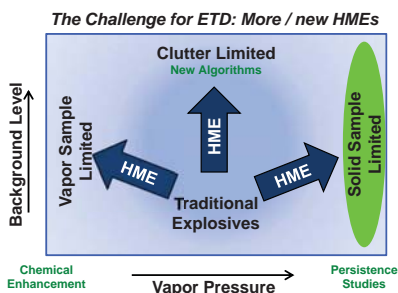 The Challenge for ETD: More / new HMEs
Clutter Limited
New Algorithms
Background Level
Vapor Sample
Limited
HME
HME
HME
Solid Sample
Limited
Traditional
Explosives
Chemical
Enhancement
Vapor Pressure
Persistence
Studies